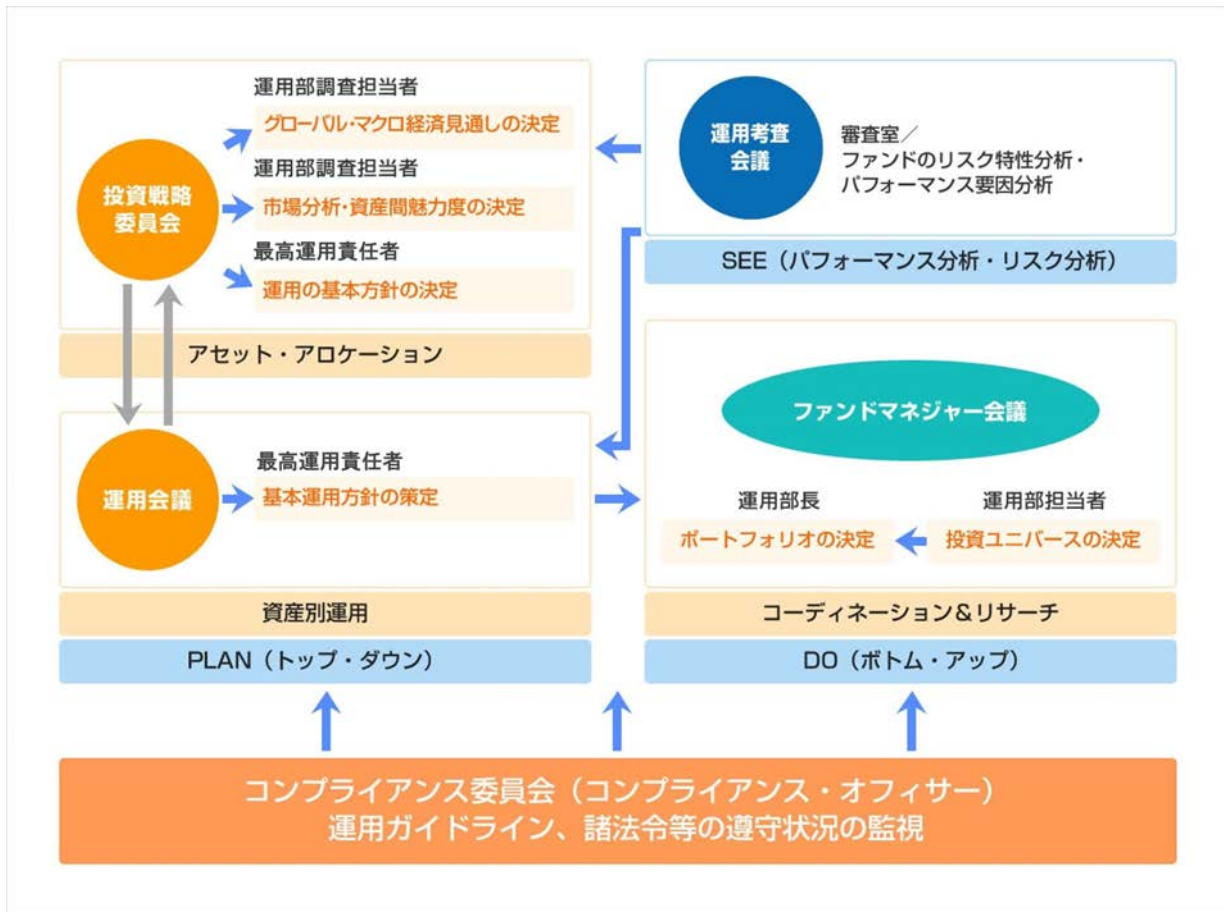 運用部調査担当者
グローバル・マクロ経済見通しの決定
運用部調査担当者
市場分析・資産間魅力度の決定
最高運用責任者
運用の基本方針の決定
投資戦略
委員会
アセット・アロケーション
運用考査
会議
審査室／
ファンドのリスク特性分析・
パフォーマンス要因分析
SEE（パフォーマンス分析・リスク分析）
運用会議
最高運用責任者
基本運用方針の策定
資産別運用
PLAN（トップ・ダウン）
ファンドマネジャー会議
運用部長
ポートフォリオの決定
運用部担当者
投資ユニバースの決定
コーディネーション＆リサーチ
DO（ボトム・アップ）
コンプライアンス委員会（コンプライアンス・オフィサー）
運用ガイドライン、諸法令等の遵守状況の監視